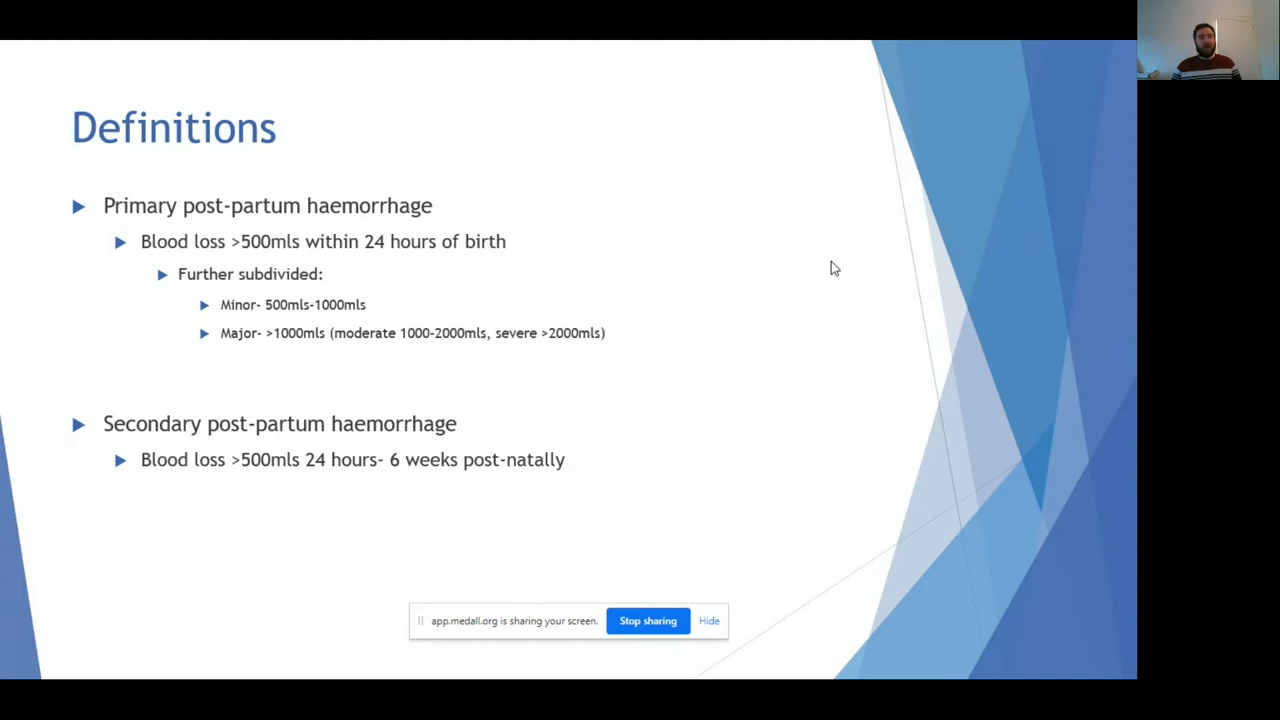 Definitions
Primary post-partum haemorrhage
Blood loss >500mls within 24 hours of birth
Further subdivided:
Minor- 500mls-1000mls
Major- >1000mls (moderate 1000-2000mls, severe >2000mls)
Secondary post-partum haemorrhage
Blood loss >500mls 24 hours- 6 weeks post-natally
app.medall.org is sharing your screen. Stop sharing Hide